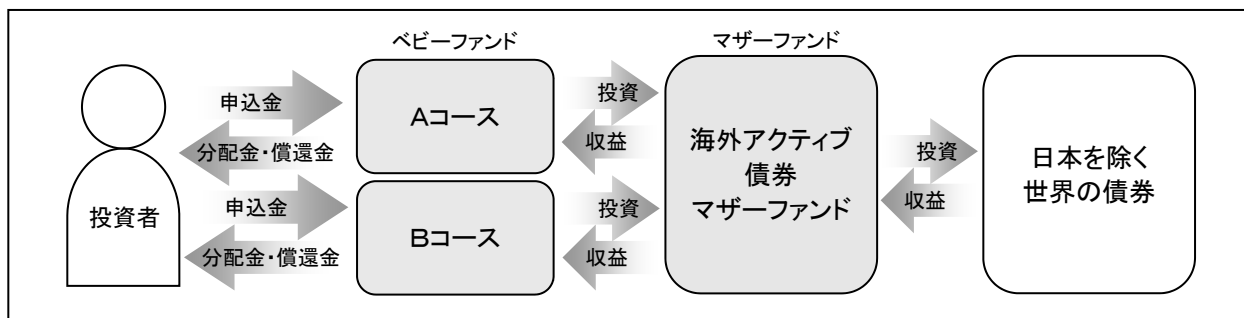 ベビーファンド
マザーファンド
申込金
分配金・償還金
申込金
分配金・償還金
投資者
Aコース
Bコース
投資
収益
投資
収益
海外アクティブ
債券
マザーファンド
投資
収益
日本を除く
世界の債券